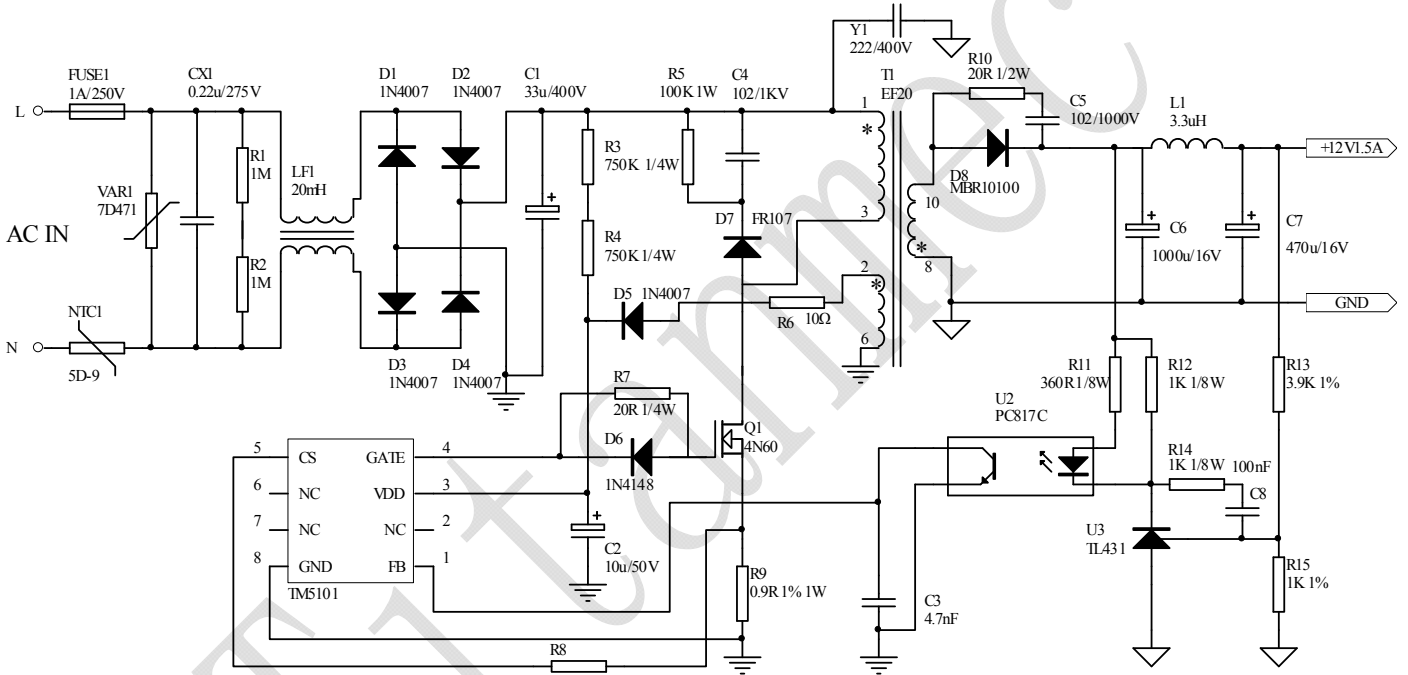 Y1
222/400V
FUSE1
1A/250V
CX1
0.22u/275V
D1
1N4007
D2
1N4007
C1
33u/400V
R5
100K 1W
C4
102/1KV
T1
EF20
R10
20R 1/2W
C5
102/1000V
L1
3.3uH
L
1
*
R3
750K 1/4W
+12V1.5A
R1
1M
LF1
20mH
VAR1
7D471
D8
MBR10100
10
+
3
D7
FR107
+
C6
1000u/16V
+
C7
470u/16V
AC IN
R4
750K 1/4W
*
8
R2
1M
2
*
D5
1N4007
R6
10Ω
GND
NTC1
5D-9
N
6
D3
1N4007
D4
1N4007
R7
20R 1/4W
R11
360R1/8W
R12
1K 1/8W
R13
3.9K 1%
U2
PC817C
Q1
4N60
D6
1N4148
5
CS
GATE
4
6
NC
VDD
3
7
NC
NC
2
8
GND
FB
1
TM5101
R14
1K 1/8W
100nF
C8
+
C2
10u/50V
U3
TL431
R9
0.9R 1% 1W
C3
4.7nF
R15
1K 1%
R8
Titanmec